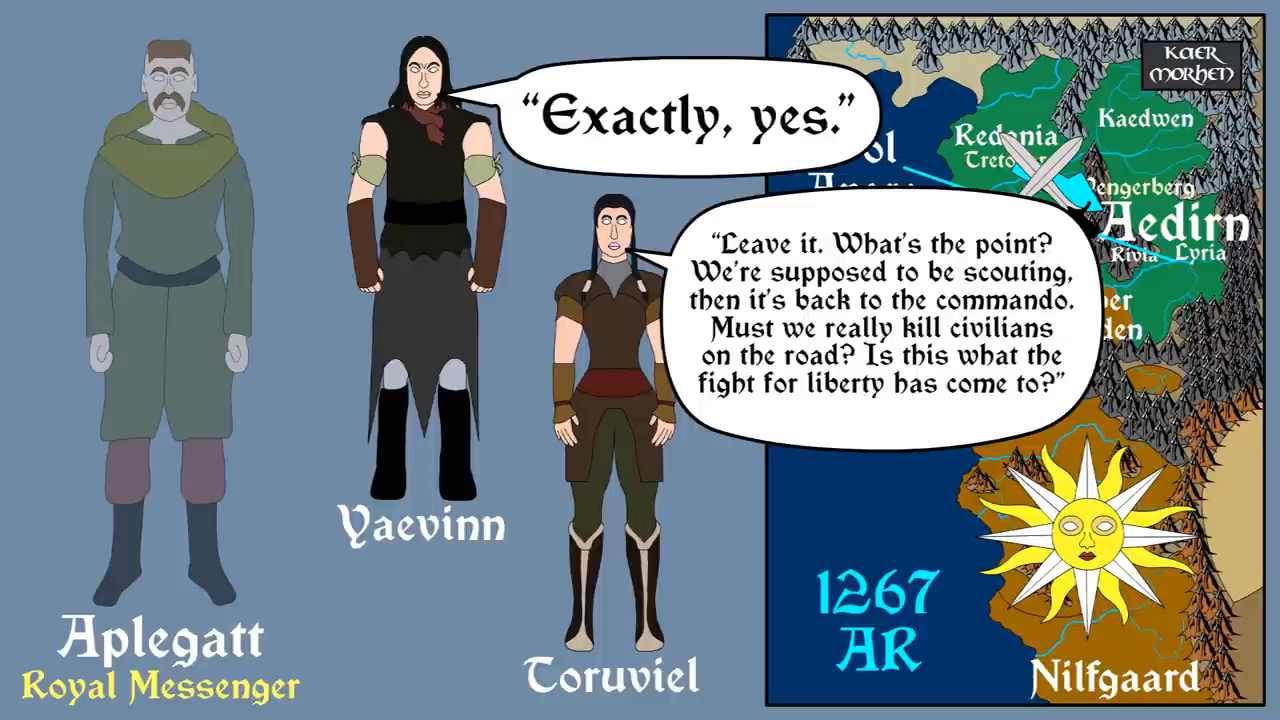 “Exactly, yes.”
“Leave it. What’s the point?
We’re supposed to be scouting,
then it’s back to the commando.
Must we really kill civilians
on the road? Is this what the
fight for liberty has come to?”
Yaevinn
Toruviel
Aplegatt
Royal Messenger
KAER
MORHEN
Kaedwen
Redania
Aedirn
Rivia
Lyria
1267
AR
Nilfgaard